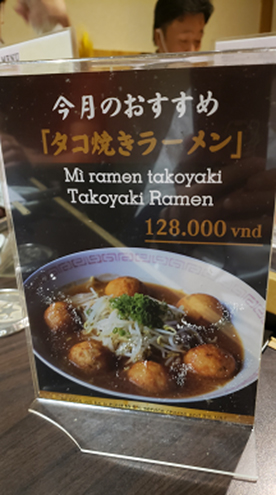 今月のおすすめ
「タコ焼きラーメン」
Mì ramen takoyaki
Takoyaki Ramen
128.000 vnd